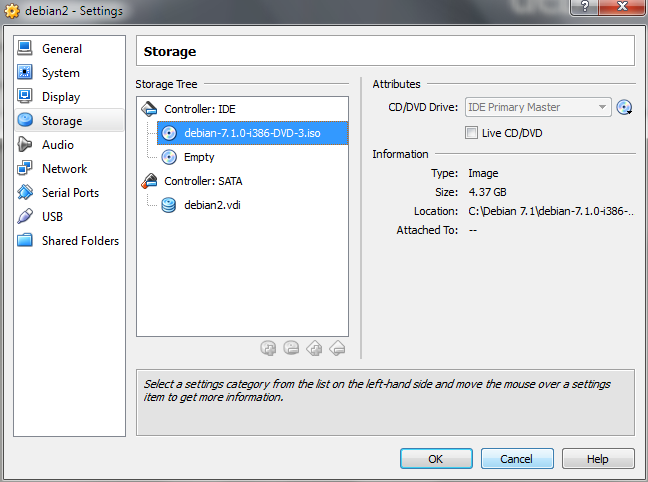 debian2 - Settings
General
System
Display
Storage
Audio
Network
Serial Ports
USB
Shared Folders
Storage
Storage Tree
Controller: IDE
debian-7.1.0-i386-DVD-3.iso
Empty
Controller: SATA
debian2.vdi
Attributes
CD/DVD Drive: IDE Primary Master
Live CD/DVD
Information
Type: Image
Size: 4.37 GB
Location: C:\Debian 7.1\debian-7.1.0-i386-..
Attached To: --
Select a settings category from the list on the left-hand side and move the mouse over a settings
item to get more information.
OK Cancel Help